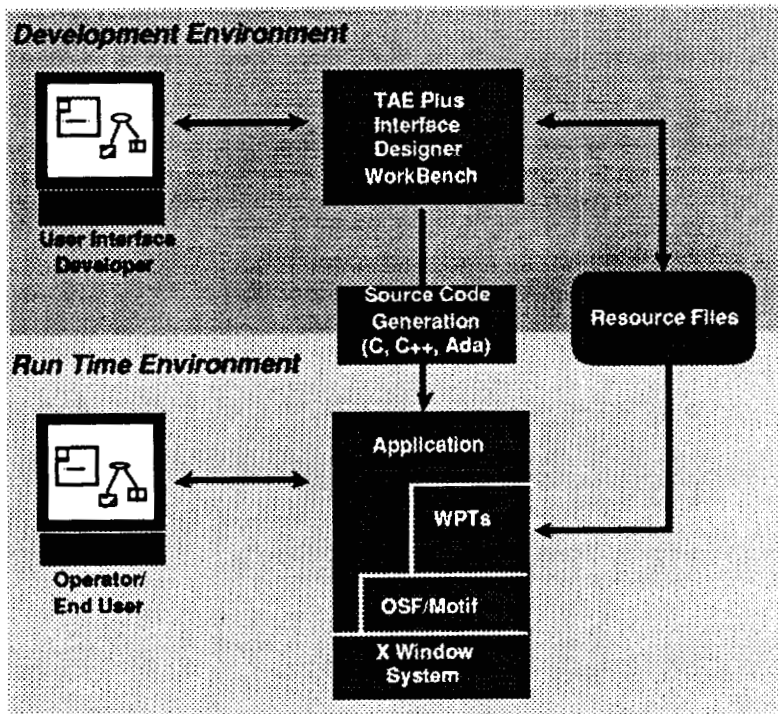 Development Environment
TAE Plus
Interface
Designer
WorkBench
User Interface
Developer
Source Code
Generation
(C, C++, Ada)
Resource Files
Run Time Environment
Application
WPTs
OSF/Motif
X Window
System
Operator/
End User